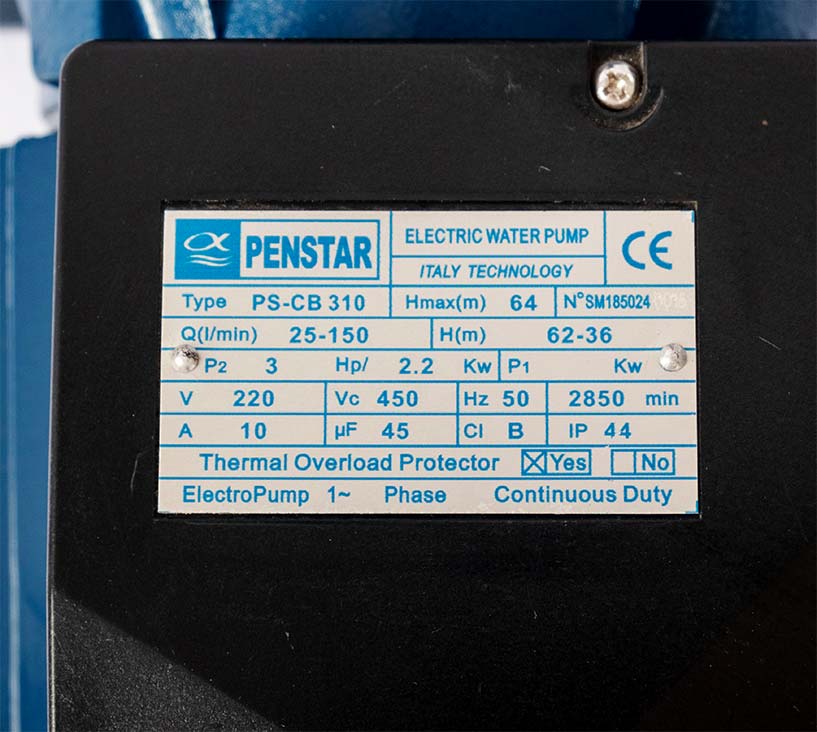 α PENSTAR ELECTRIC WATER PUMP CE
ITALY TECHNOLOGY
Type PS-CB 310 Hmax(m) 64 N°SM185024
Q(l/min) 25-150 H(m) 62-36
P2 3 Hp/ 2.2 Kw P1 Kw
V 220 Vc 450 Hz 50 2850 min
A 10 μF 45 Cl B IP 44
Thermal Overload Protector Yes No
ElectroPump 1~ Phase Continuous Duty